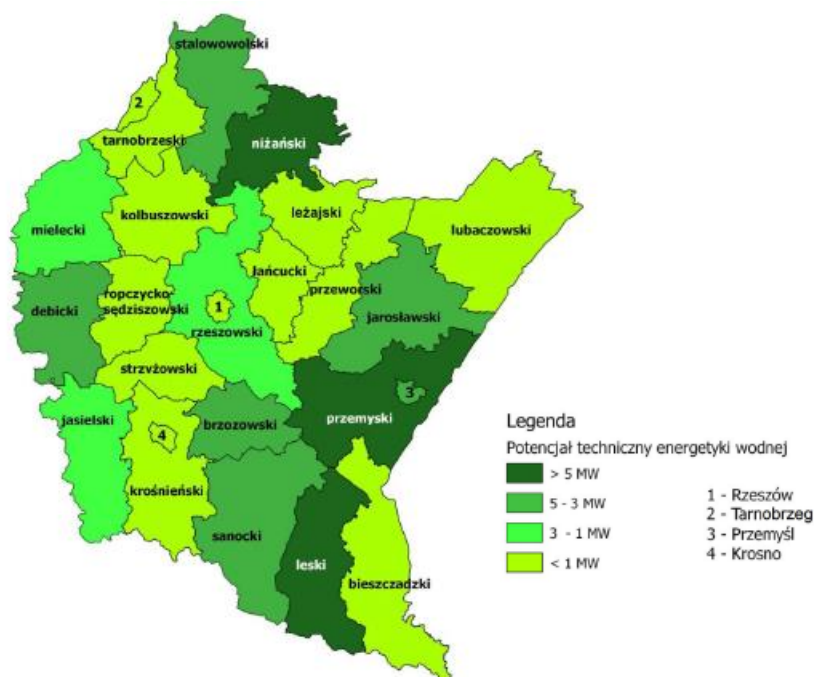 stalowowolski
2
tarnobrzeski
niżański
kolbuszowski
leżajski
mielecki
lubaczowski
łańcucki
ropczycko-
sędziszowski
przeworski
debicki
1
rzeszowski
jarosławski
strzyżowski
3
jasielski
brzozowski
przemyski
4
krośnieński
sanocki
leski
bieszczadzki
Legenda
Potencjał techniczny energetyki wodnej
> 5 MW
5 - 3 MW
3 - 1 MW
< 1 MW
1 - Rzeszów
2 - Tarnobrzeg
3 - Przemyśl
4 - Krosno